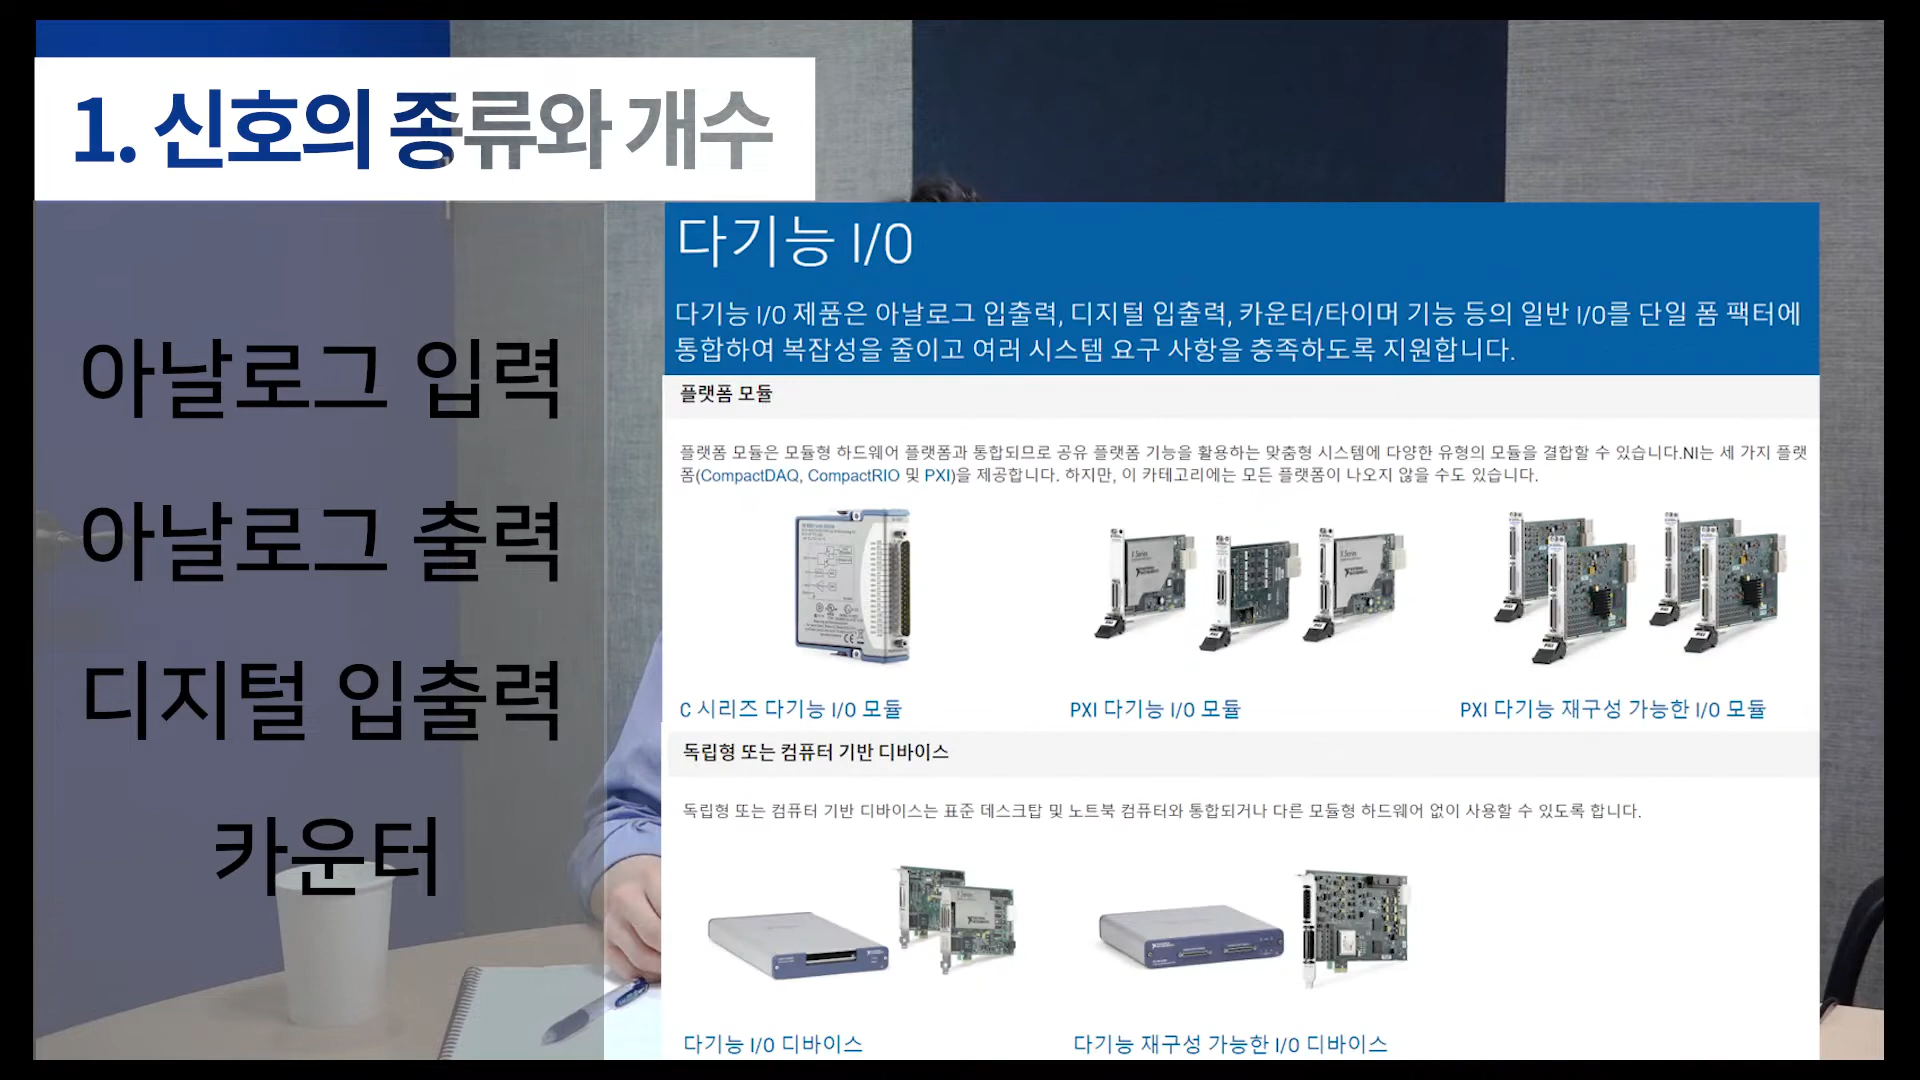 1. 신호의 종류와 개수
아날로그 입력
아날로그 출력
디지털 입출력
카운터
다기능 I/O
다기능 I/O 제품은 아날로그 입출력, 디지털 입출력, 카운터/타이머 기능 등의 일반 I/O를 단일 폼 팩터에
통합하여 복잡성을 줄이고 여러 시스템 요구 사항을 충족하도록 지원합니다.
플랫폼 모듈
플랫폼 모듈은 모듈형 하드웨어 플랫폼과 통합되므로 공유 플랫폼 기능을 활용하는 맞춤형 시스템에 다양한 유형의 모듈을 결합할 수 있습니다.NI는 세 가지 플랫
폼(CompactDAQ, CompactRIO 및 PXI)을 제공합니다. 하지만, 이 카테고리에는 모든 플랫폼이 나오지 않을 수도 있습니다.
C 시리즈 다기능 I/O 모듈
PXI 다기능 I/O 모듈
PXI 다기능 재구성 가능한 I/O 모듈
독립형 또는 컴퓨터 기반 디바이스
독립형 또는 컴퓨터 기반 디바이스는 표준 데스크탑 및 노트북 컴퓨터와 통합되거나 다른 모듈형 하드웨어 없이 사용할 수 있도록 합니다.
다기능 I/O 디바이스
다기능 재구성 가능한 I/O 디바이스